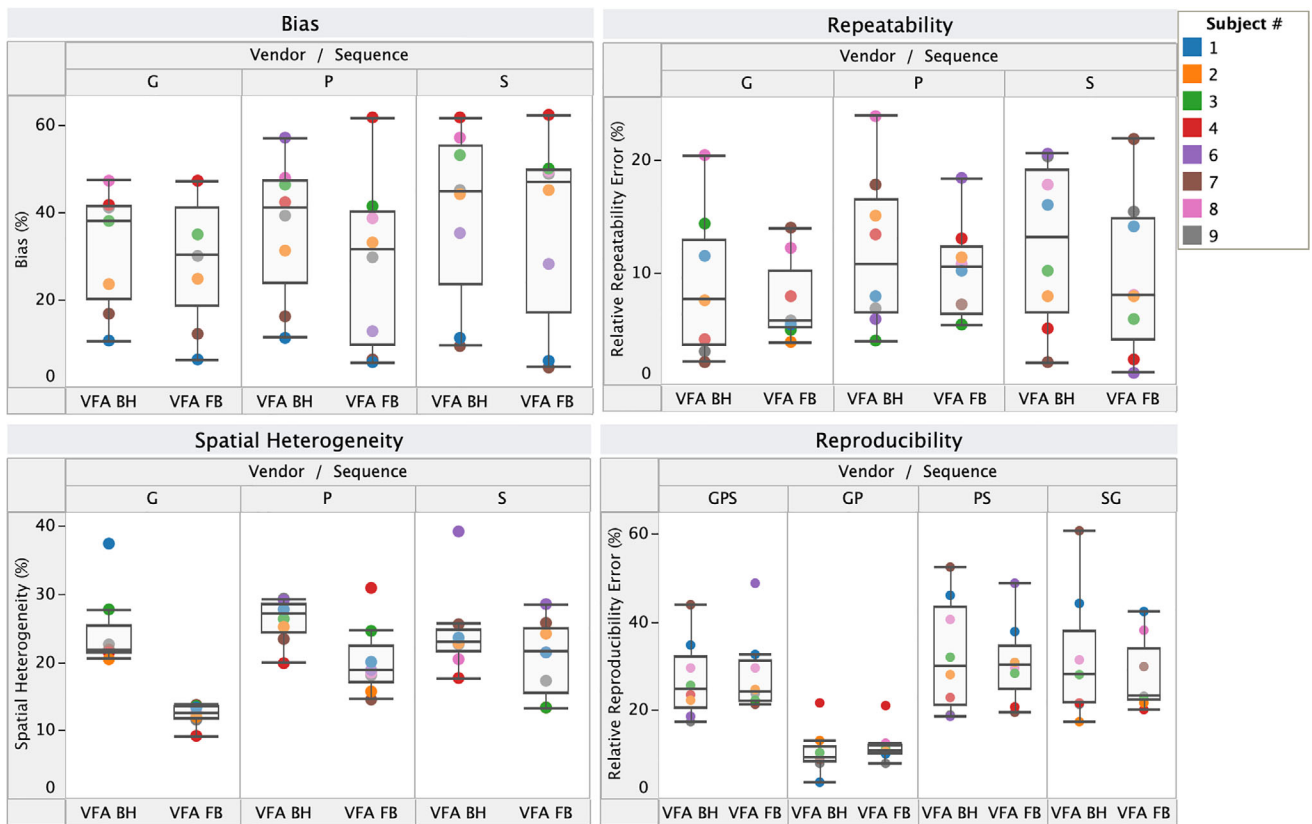 Bias
Vendor / Sequence
G P S
Bias (%)
60
40
20
0
VFA BH VFA FB VFA BH VFA FB VFA BH VFA FB
Repeatability
Vendor / Sequence
G P S
Relative Repeatability Error (%)
20
10
0
VFA BH VFA FB VFA BH VFA FB VFA BH VFA FB
Subject #
1
2
3
4
6
7
8
9
Spatial Heterogeneity
Vendor / Sequence
G P S
Spatial Heterogeneity (%)
40
30
20
10
0
VFA BH VFA FB VFA BH VFA FB VFA BH VFA FB
Reproducibility
Vendor / Sequence
GPS GP PS SG
Relative Reproducibility Error (%)
60
40
20
0
VFA BH VFA FB VFA BH VFA FB VFA BH VFA FB VFA BH VFA FB